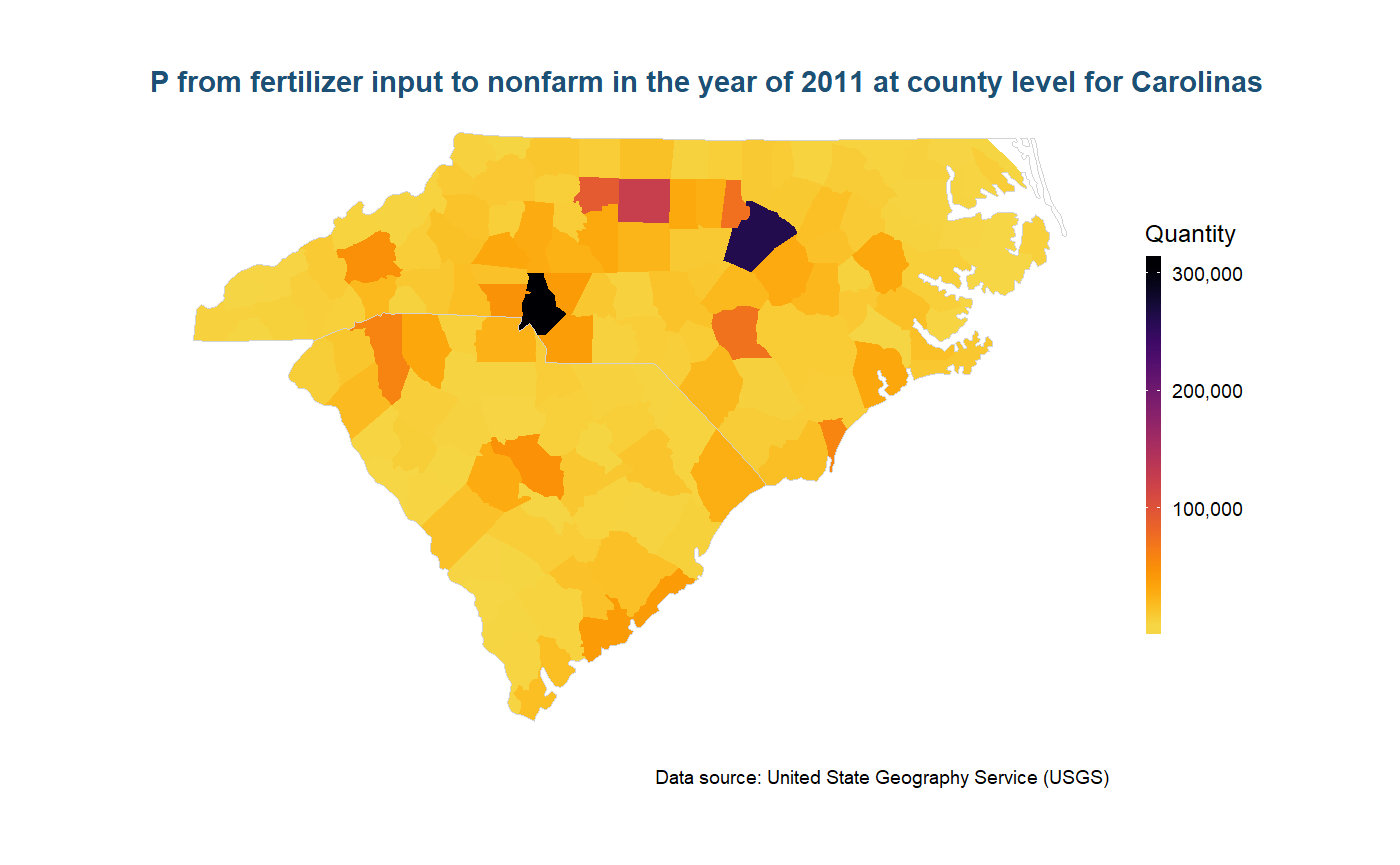 P from fertilizer input to nonfarm in the year of 2011 at county level for Carolinas
Quantity
300,000
200,000
100,000
Data source: United State Geography Service (USGS)